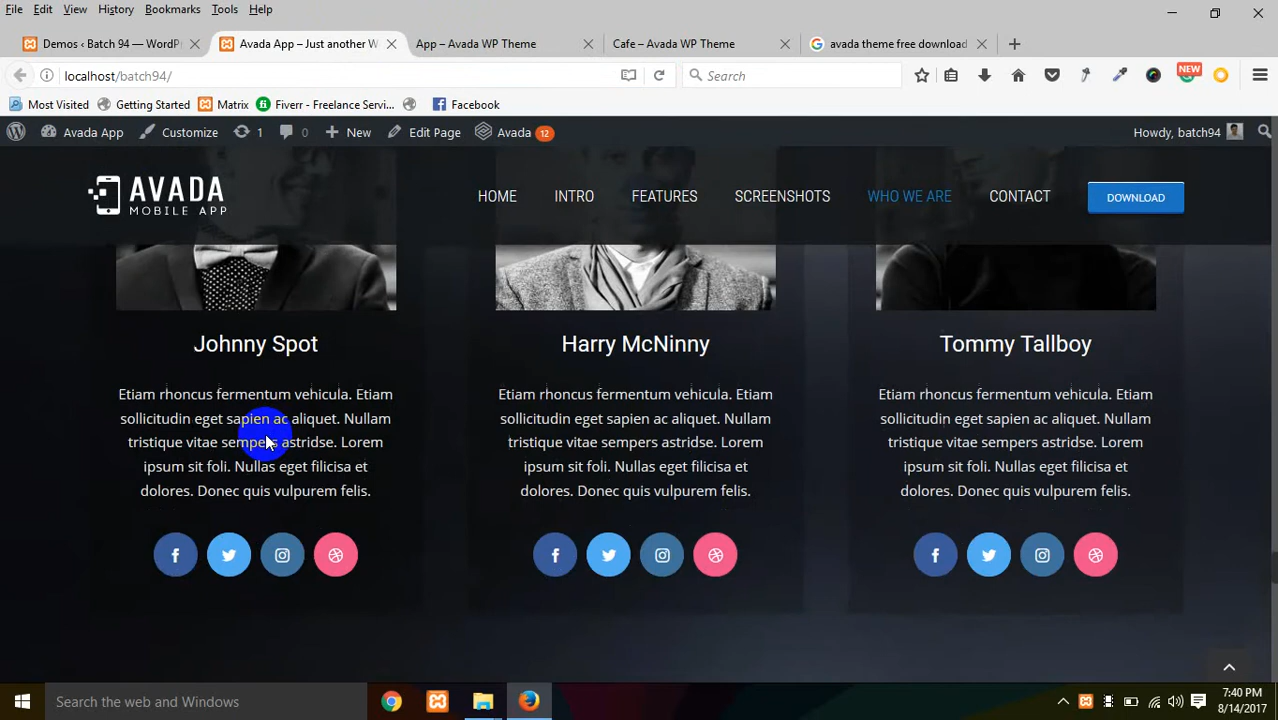 File Edit View History Bookmarks Tools Help
Demos ‹ Batch 94 — WordPr
Avada App – Just another W
App – Avada WP Theme
Cafe – Avada WP Theme
avada theme free download
localhost/batch94/
Search
NEW
Most Visited Getting Started Matrix Fiverr - Freelance Servi... Facebook
Avada App Customize 1 0 New Edit Page Avada 12 Howdy, batch94
AVADA
MOBILE APP
HOME INTRO FEATURES SCREENSHOTS WHO WE ARE CONTACT DOWNLOAD
Johnny Spot
Etiam rhoncus fermentum vehicula. Etiam
sollicitudin eget sapien ac aliquet. Nullam
tristique vitae sempers astridse. Lorem
ipsum sit foli. Nullas eget filicisa et
dolores. Donec quis vulpurem felis.
Harry McNinny
Etiam rhoncus fermentum vehicula. Etiam
sollicitudin eget sapien ac aliquet. Nullam
tristique vitae sempers astridse. Lorem
ipsum sit foli. Nullas eget filicisa et
dolores. Donec quis vulpurem felis.
Tommy Tallboy
Etiam rhoncus fermentum vehicula. Etiam
sollicitudin eget sapien ac aliquet. Nullam
tristique vitae sempers astridse. Lorem
ipsum sit foli. Nullas eget filicisa et
dolores. Donec quis vulpurem felis.
Search the web and Windows
7:40 PM
8/14/2017